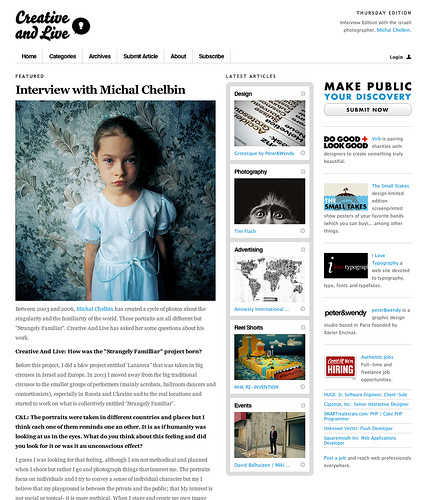 Creative
and Live
THURSDAY EDITION
Interview Edition with the israeli
photographer, Michal Chelbin.
Home Categories Archives Submit Article About Subscribe
Login
FEATURED
Interview with Michal Chelbin
Between 2003 and 2006, Michal Chelbin has created a cycle of photos about the
singularity and the familiarity of the world. Those portraits are all different but
"Strangely Familiar". Creative And Live has asked her some questions about his
work.
Creative And Live: How was the "Strangely Familliar" project born?
Before this project, I did a b&w project entitled "Lazarova" that was taken in big
circuses in Israel and Europe. In 2003 I moved away from the big traditional
circuses to the smaller groups of performers (mainly acrobats, ballroom dancers and
contortionists), especially in Russia and Ukraine and to the real locations and
started to work on what is collectively entitled "Strangely Familiar".
C&L: The portraits were taken in different countries and places but I
think each one of them reminds one an other. It is as if humanity was
looking at us in the eyes. What do you think about this feeling and did
you look for it or was it an unconscious effect?
I guess I was looking for that feeling, although I am not methodical and planned
when I shoot but rather I go and photograph things that interest me. The portraits
focus on individuals and I try to convey a sense of individual character but my I
believe that my playground is between the private and the public; that my interest is
not social or topical- it is more mythical. When I stage and create my own image
LATEST ARTICLES
Design
Grotesque by Peter&Wendy
Photography
Tim Flach
Advertising
Amnesty International ...
Reel Shorts
NHK RE-INVENTION
Events
David Balhuizen / Miki ...
MAKE PUBLIC
YOUR DISCOVERY
SUBMIT NOW
DO GOOD +
LOOK GOOD
Virb is pairing
charities with
designers to create something truly
beautiful.
THE
SMALL TAKES
The Small Stakes
design limited
edition
screenprinted
show posters of your favorite bands
(which you can buy)... among other
things.
I Love
Typography a
web site devoted
to typography,
type, fonts and typefaces.
peter&wendy
peter&wendy is a
graphic design
studio based in Paris founded by
Xavier Encinas.
HIRING
Authentic Jobs
Full-time and
freelance job
opportunities:
HUGE: Sr. Software Engineer, Client-Side
Capstrat, Inc.: Senior Interactive Designer
SMARTrealestate.com: PHP / Cake PHP
Programmer
Unknown Vector: Flash Developer
Squaremouth Inc: Web Applications
Developer
Post a job and reach web professionals
everywhere.